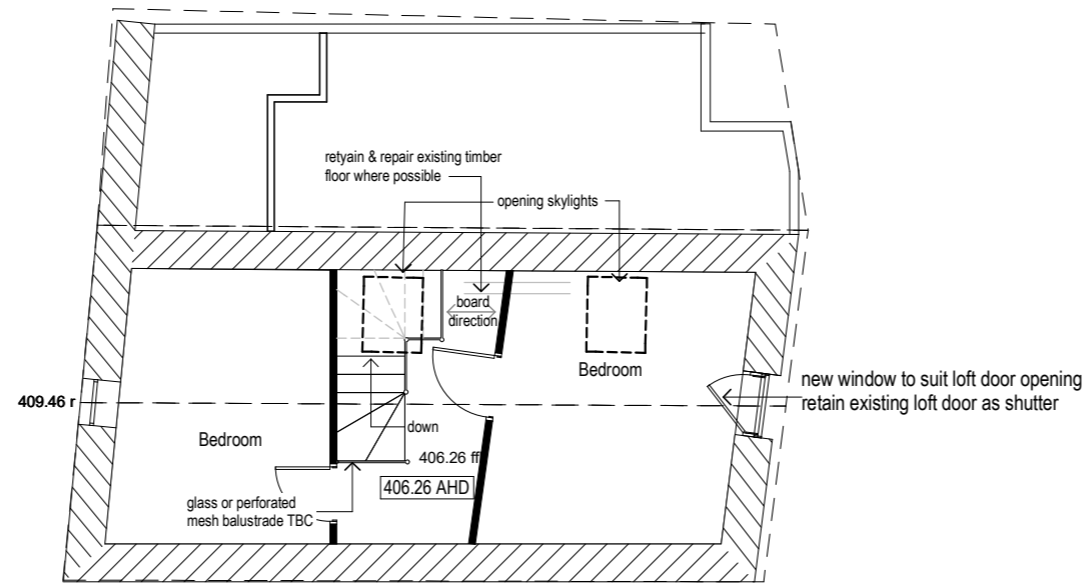 retyain & repair existing timber
floor where possible
opening skylights
board
direction
Bedroom
new window to suit loft door opening
retain existing loft door as shutter
409.46 r
Bedroom
down
406.26 ff
406.26 AHD
glass or perforated
mesh balustrade TBC